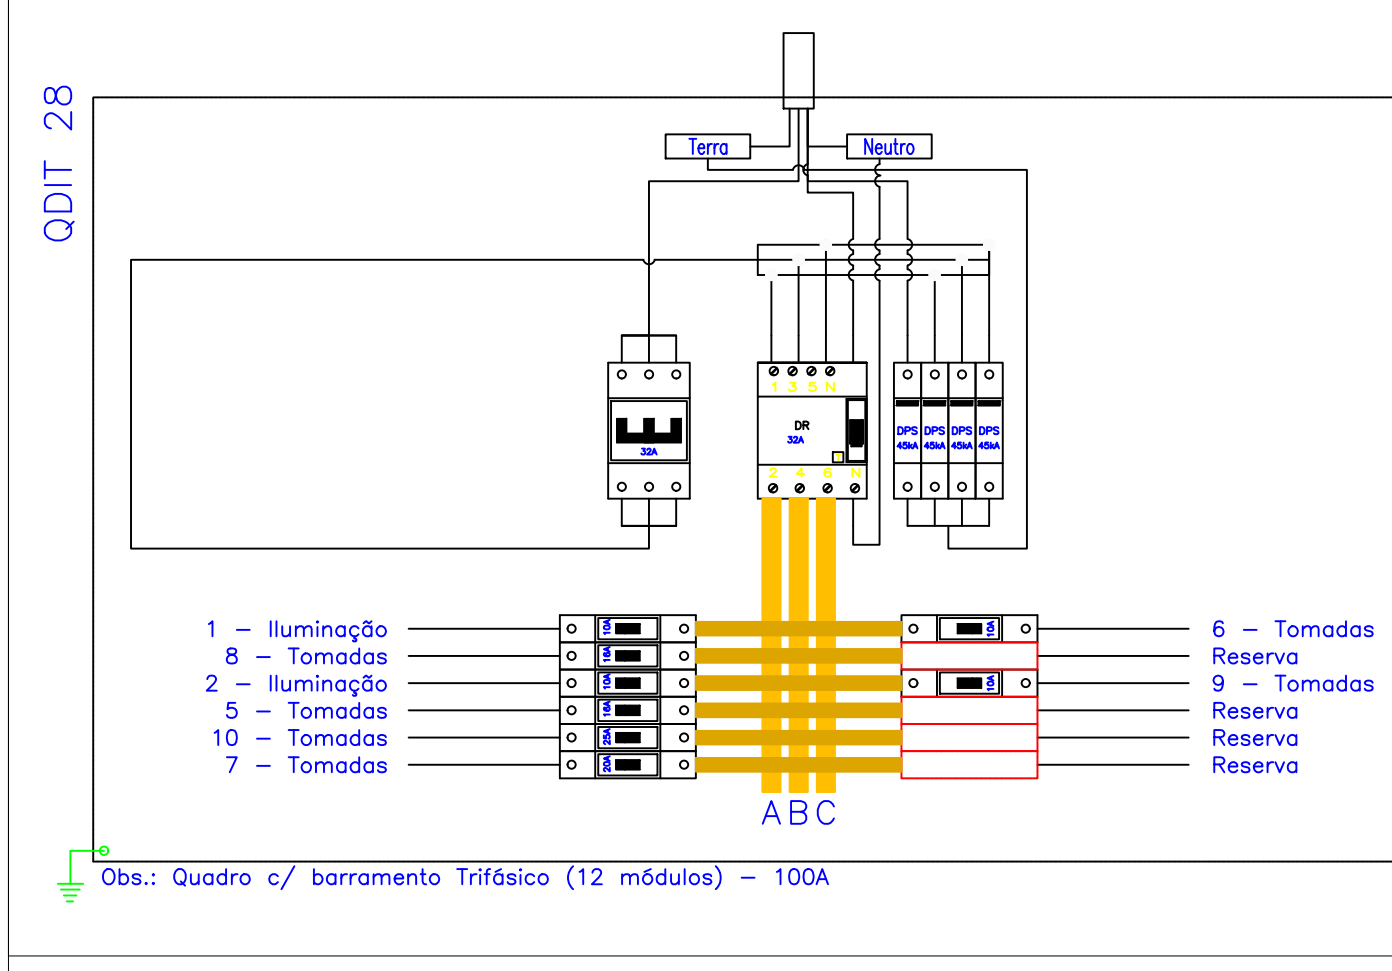 QDIT 28
Terra
Neutro
32A
1 3 5 N
DR
32A
T
2 4 6 N
DPS DPS DPS DPS
45kA 45kA 45kA 45kA
1 - Iluminação 10A
8 - Tomadas 16A
2 - Iluminação 10A
5 - Tomadas 16A
10 - Tomadas 25A
7 - Tomadas 20A
10A 6 - Tomadas
Reserva
10A 9 - Tomadas
Reserva
Reserva
Reserva
A B C
Obs.: Quadro c/ barramento Trifásico (12 módulos) - 100A